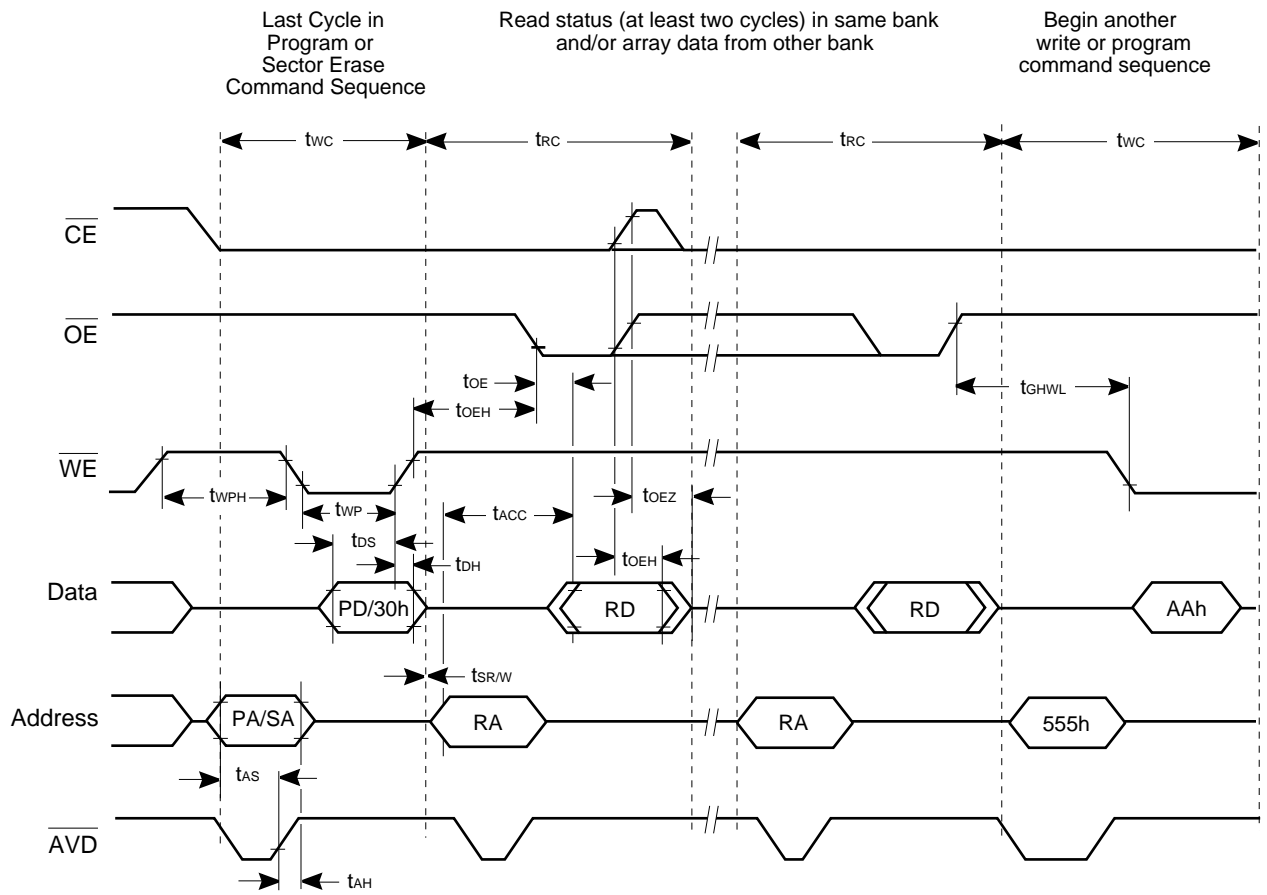 Last Cycle in
Program or
Sector Erase
Command Sequence
Read status (at least two cycles) in same bank
and/or array data from other bank
Begin another
write or program
command sequence
tWC
tRC
tRC
tWC
CE
OE
tOE
tGHWL
tOEH
WE
tWPH
tWP
tACC
tOEZ
tDS
tDH
tOEH
Data
PD/30h
RD
RD
AAh
tSR/W
Address
PA/SA
RA
RA
555h
tAS
AVD
tAH